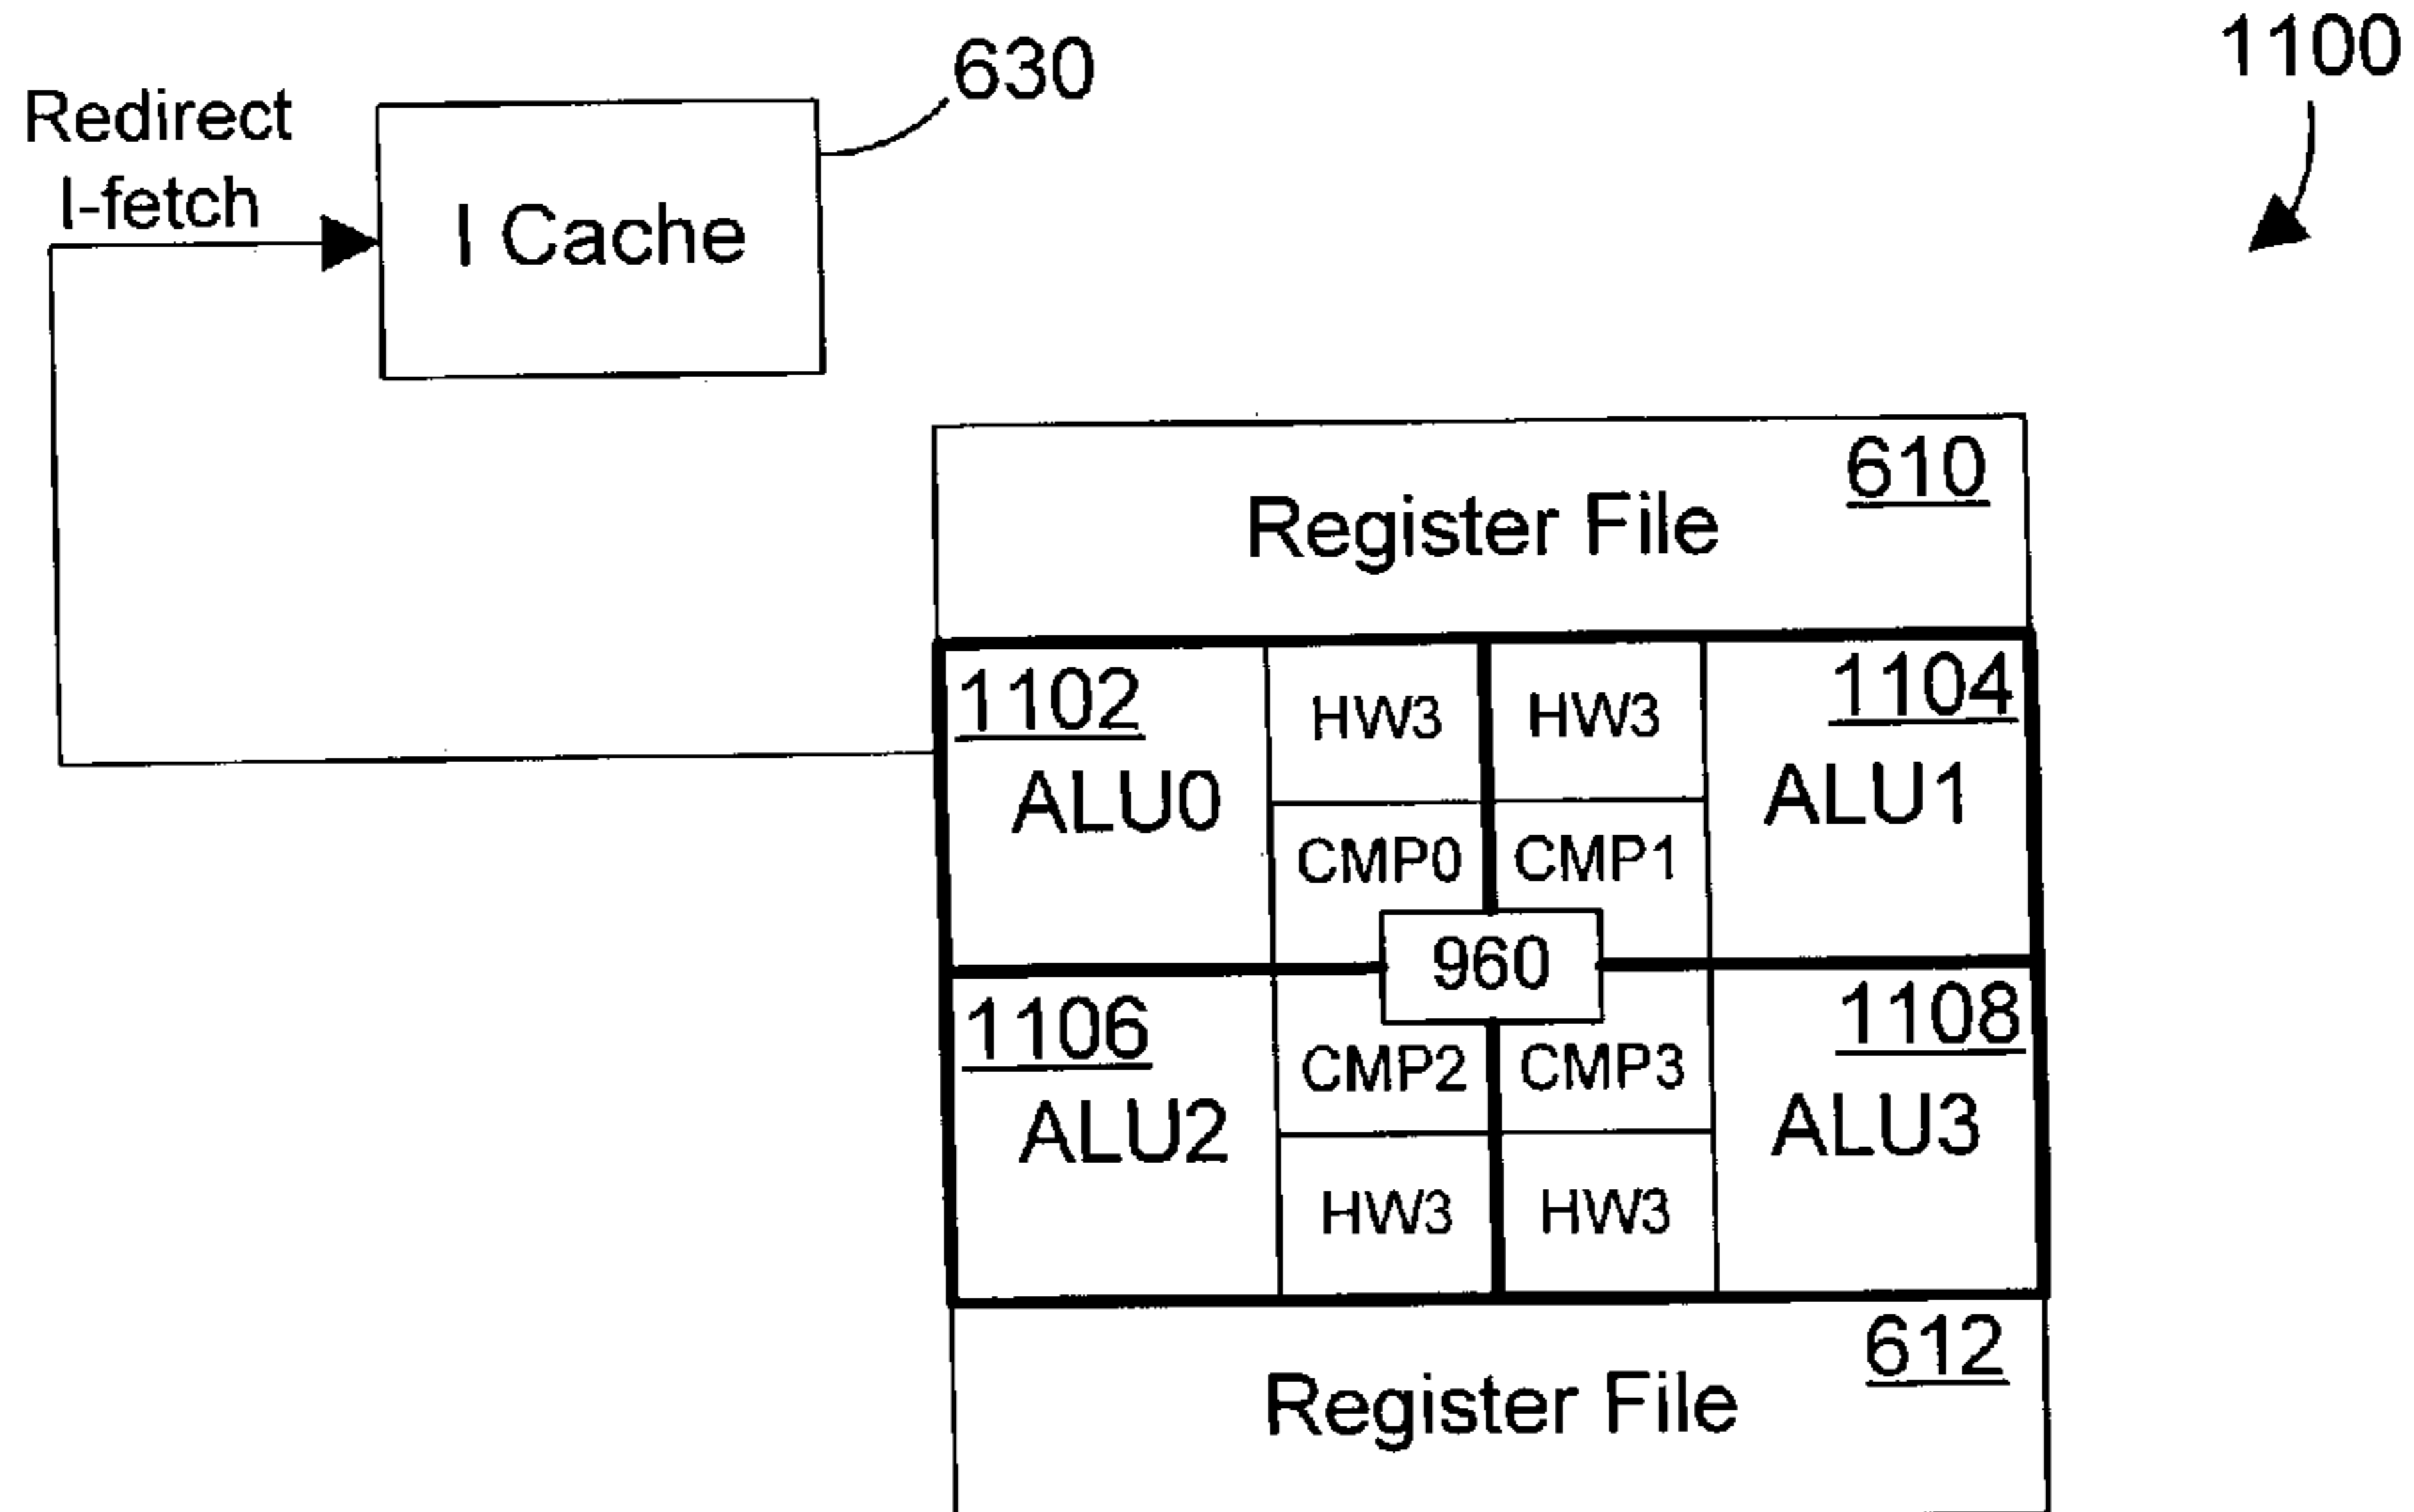 1100
630
Redirect
I-fetch
I Cache
610
Register File
1102
HW3
HW3
1104
ALU0
ALU1
CMP0
CMP1
960
1106
1108
CMP2
CMP3
ALU2
ALU3
HW3
HW3
612
Register File